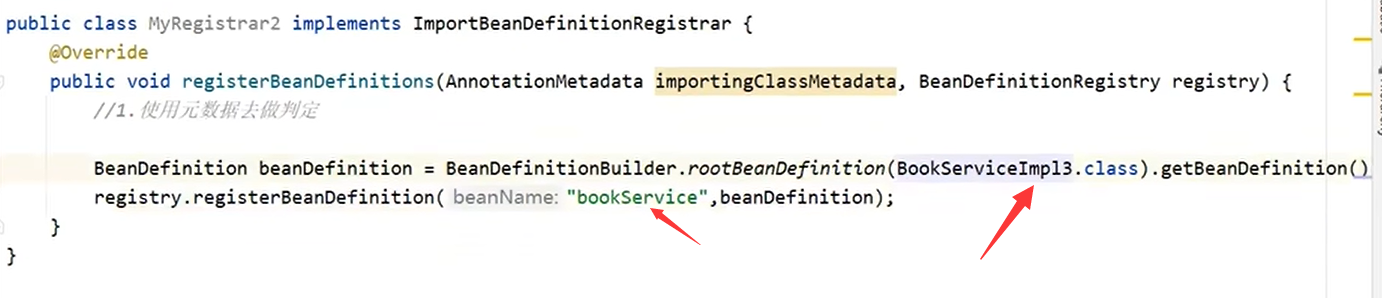 public class MyRegistrar2 implements ImportBeanDefinitionRegistrar {
@Override
public void registerBeanDefinitions(AnnotationMetadata importingClassMetadata, BeanDefinitionRegistry registry) {
//1.使用元数据去做判定
BeanDefinition beanDefinition = BeanDefinitionBuilder.rootBeanDefinition(BookServiceImpl3.class).getBeanDefinition()
registry.registerBeanDefinition( beanName: "bookService",beanDefinition);
}
}